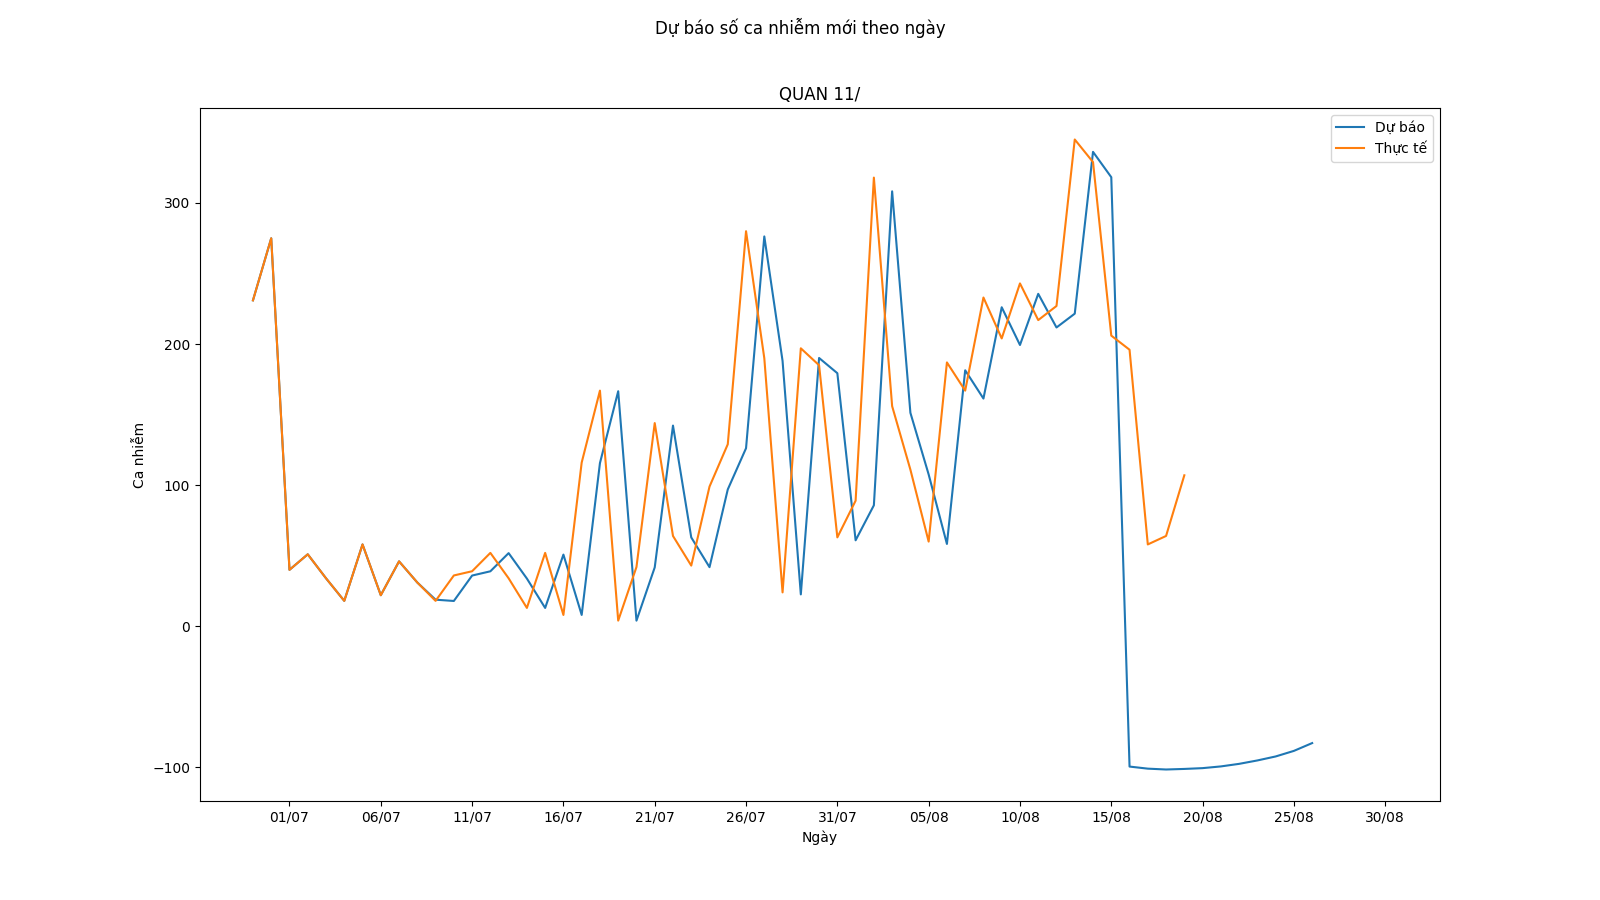 Dự báo số ca nhiễm mới theo ngày
QUAN 11/
Dự báo
Thực tế
300
200
100
0
−100
Ca nhiễm
01/07 06/07 11/07 16/07 21/07 26/07 31/07 05/08 10/08 15/08 20/08 25/08 30/08
Ngày